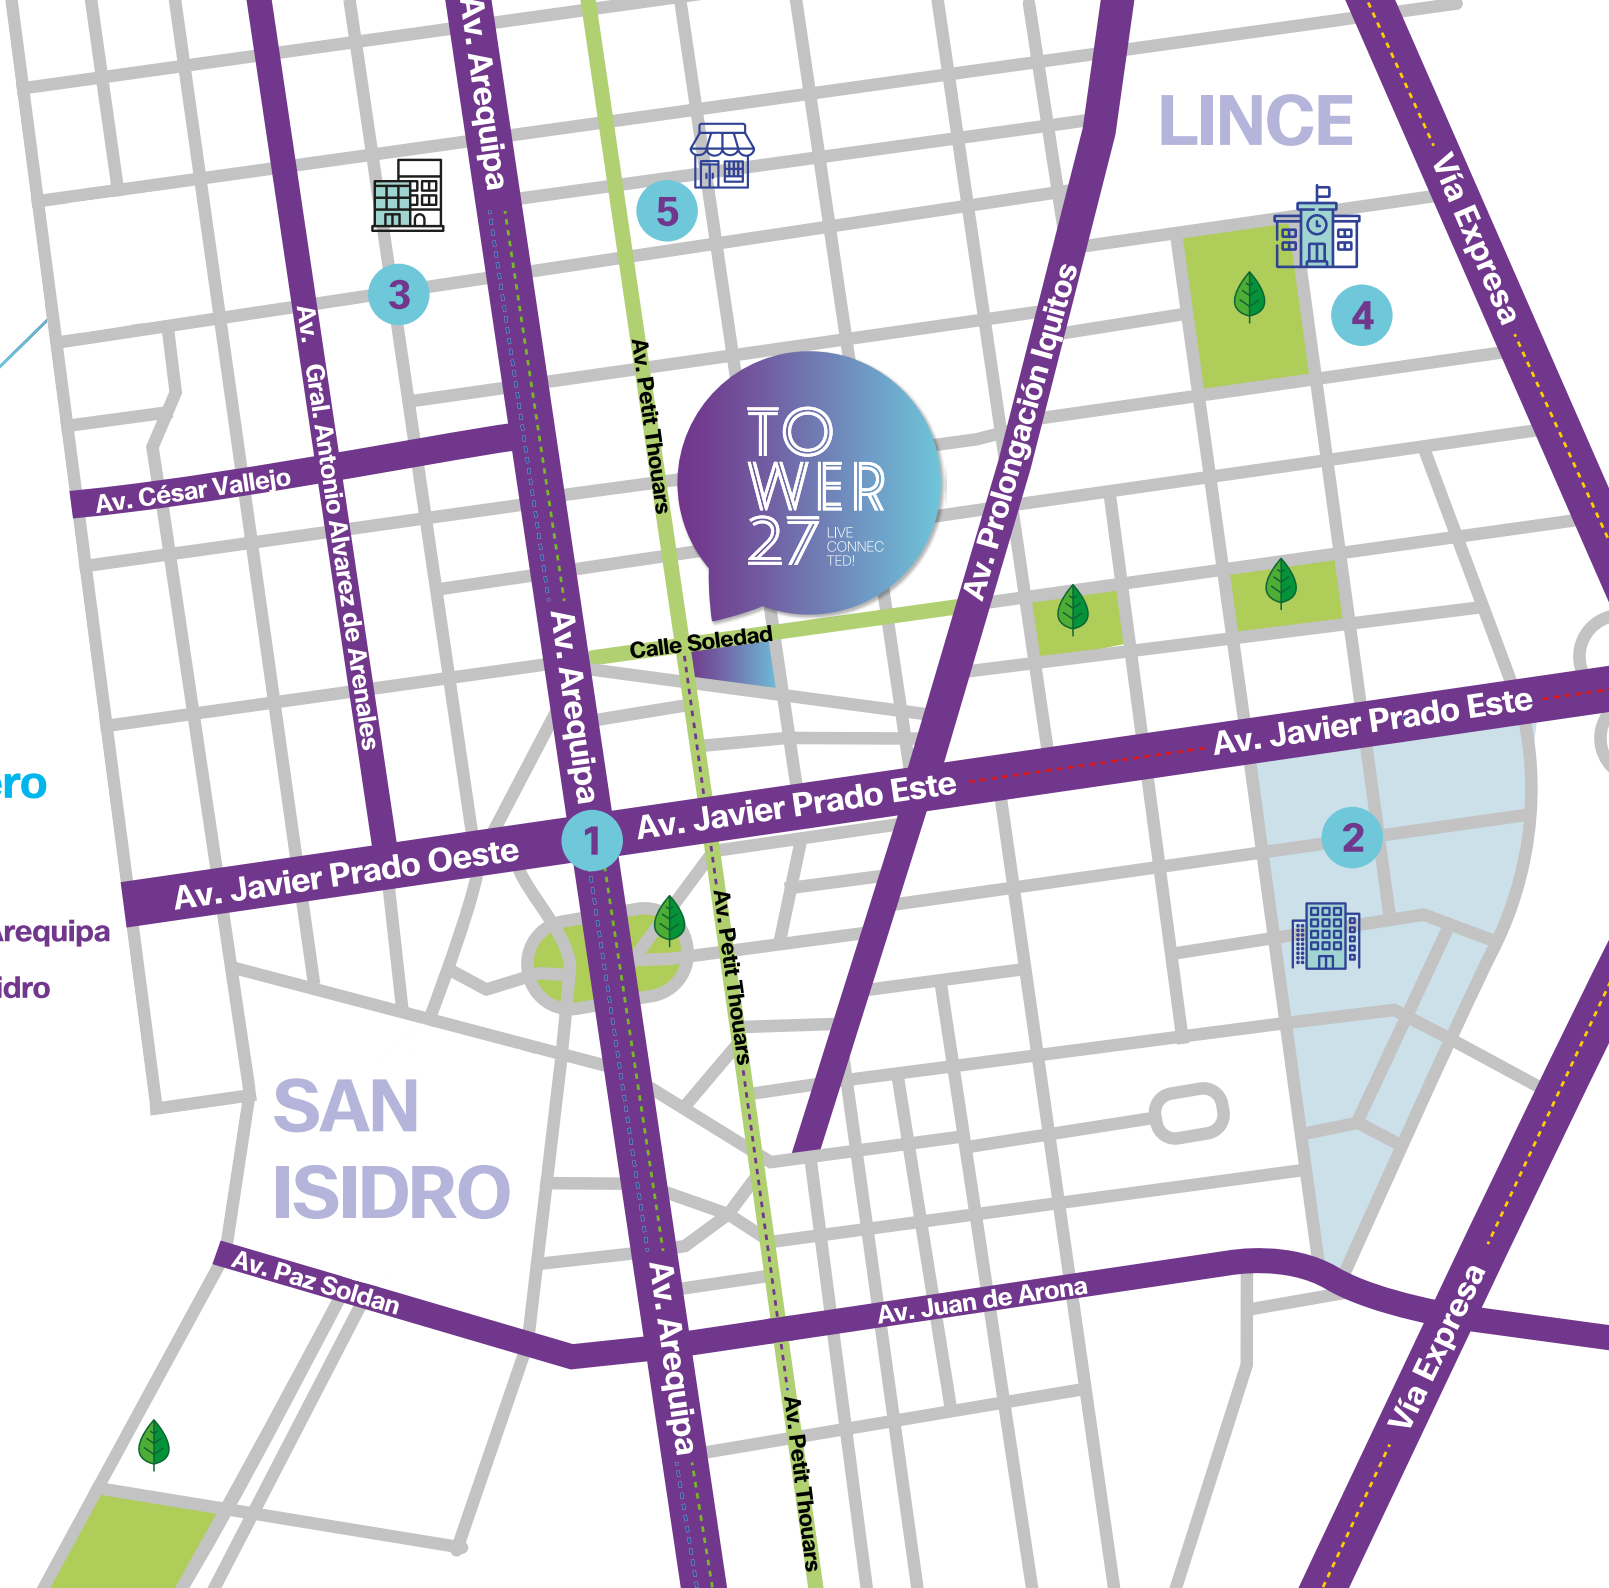 Av. Arequipa
LINCE
Vía Expresa
5
3
4
Av. Gral. Antonio Alvarez de Arenales
Av. Petit Thouars
Av. Prolongación Iquitos
TO
WER
27
LIVE
CONNEC
TED!
Av. César Vallejo
Calle Soledad
Av. Arequipa
Av. Javier Prado Este
Av. Javier Prado Este
ero
1
2
Av. Javier Prado Oeste
Arequipa
idro
Av. Petit Thouars
SAN
ISIDRO
Av. Paz Soldan
Av. Juan de Arona
Av. Arequipa
Vía Expresa
Av. Petit Thouars